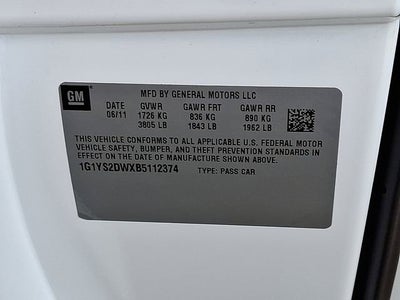 GM
MFD BY GENERAL MOTORS LLC
DATE GVWR GAWR FRT GAWR RR
06/11 1726 KG 836 KG 890 KG
3805 LB 1843 LB 1962 LB
THIS VEHICLE CONFORMS TO ALL APPLICABLE U.S. FEDERAL MOTOR
VEHICLE SAFETY, BUMPER, AND THEFT PREVENTION STANDARDS IN
EFFECT ON THE DATE OF MANUFACTURE SHOWN ABOVE.
1G1YS2DWXB5112374 TYPE: PASS CAR